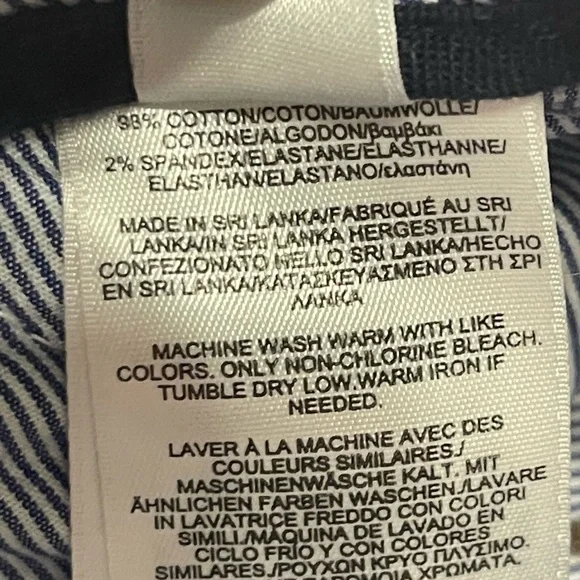 98% COTTON/COTON/BAUMWOLLE/
COTONE/ALGODON/βαμβάκι
2% SPANDEX/ELASTANE/ELASTHANNE/
ELASTHAN/ELASTANO/ελαστάνη
MADE IN SRI LANKA/FABRIQUÉ AU SRI
LANKA/IN SRI LANKA HERGESTELLT/
CONFEZIONATO NELLO SRI LANKA/HECHO
EN SRI LANKA/ΚΑΤΑΣΚΕΥΑΣΜΕΝΟ ΣΤΗ ΣΡΙ
ΛΑΝΚΑ
MACHINE WASH WARM WITH LIKE
COLORS. ONLY NON-CHLORINE BLEACH.
TUMBLE DRY LOW.WARM IRON IF
NEEDED.
LAVER À LA MACHINE AVEC DES
COULEURS SIMILAIRES./
MASCHINENWÄSCHE KALT. MIT
ÄHNLICHEN FARBEN WASCHEN./LAVARE
IN LAVATRICE FREDDO CON COLORI
SIMILI./MÁQUINA DE LAVADO EN
CICLO FRÍO Y CON COLORES
SIMILARES./ΡΟΥΧΩΝ ΚΡΥΟ ΠΛΥΣΙΜΟ.
ΧΡΩΜΑΤΑ.